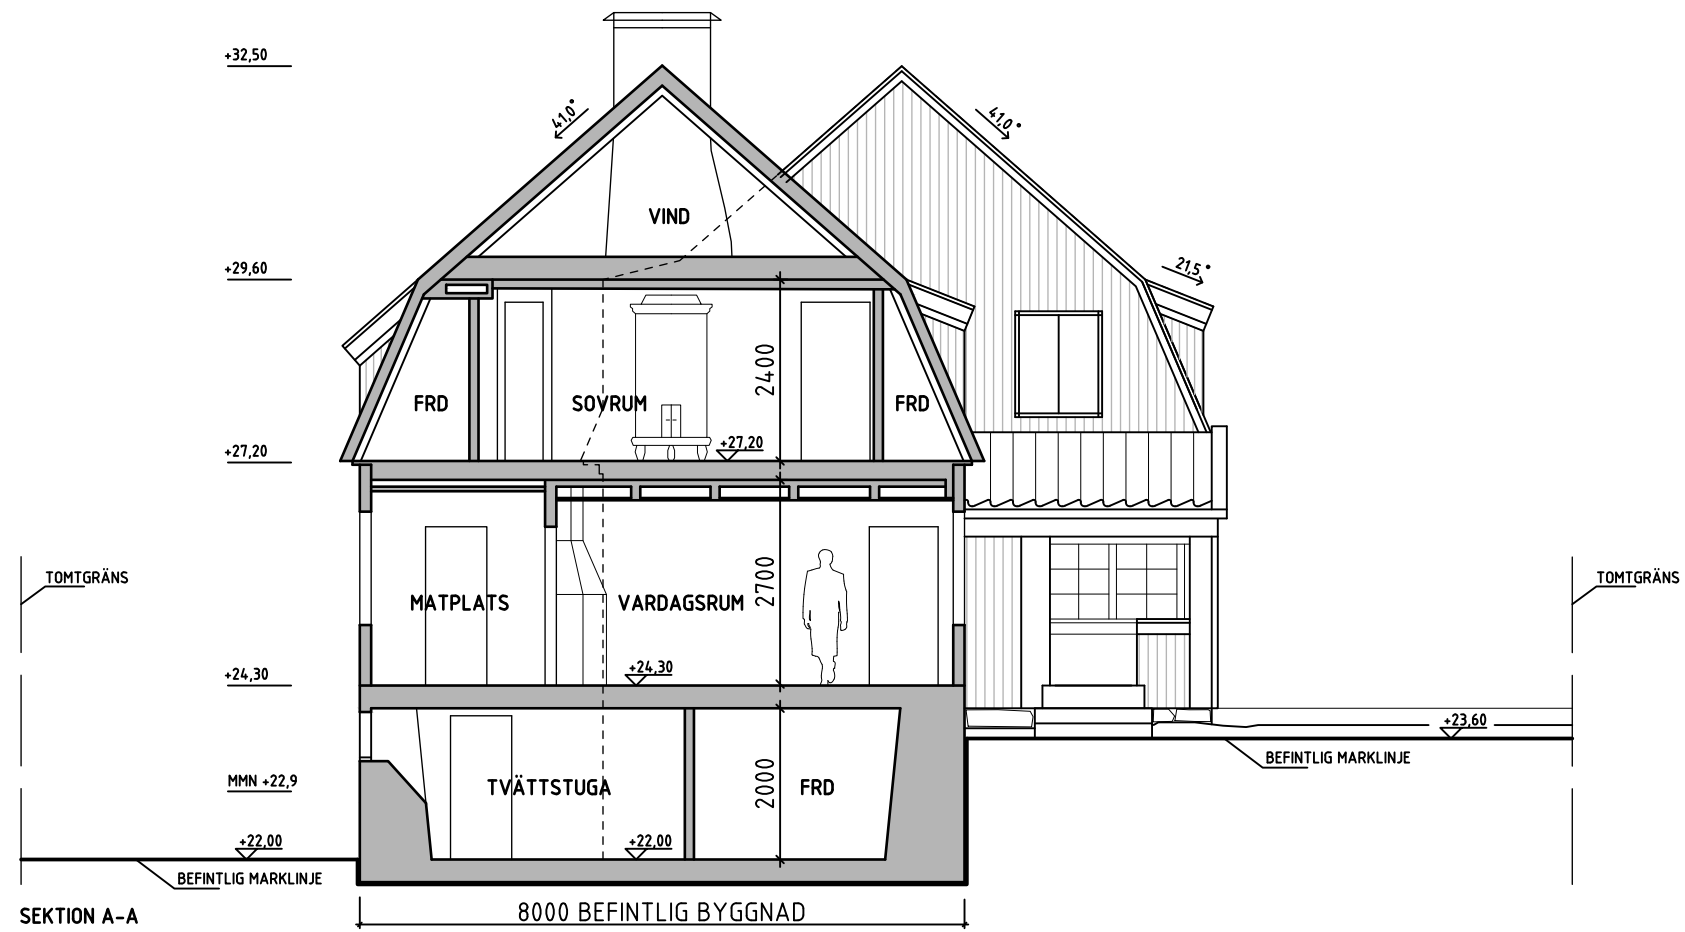 +32,50
41,0°
41,0°
VIND
+29,60
21,5°
2400
FRD
SOVRUM
FRD
+27,20
+27,20
2700
TOMTGRÄNS
TOMTGRÄNS
MATPLATS
VARDAGSRUM
+24,30
+24,30
+23,60
BEFINTLIG MARKLINJE
MMN +22,9
TVÄTTSTUGA
2000
FRD
+22,00
+22,00
BEFINTLIG MARKLINJE
SEKTION A-A
8000 BEFINTLIG BYGGNAD